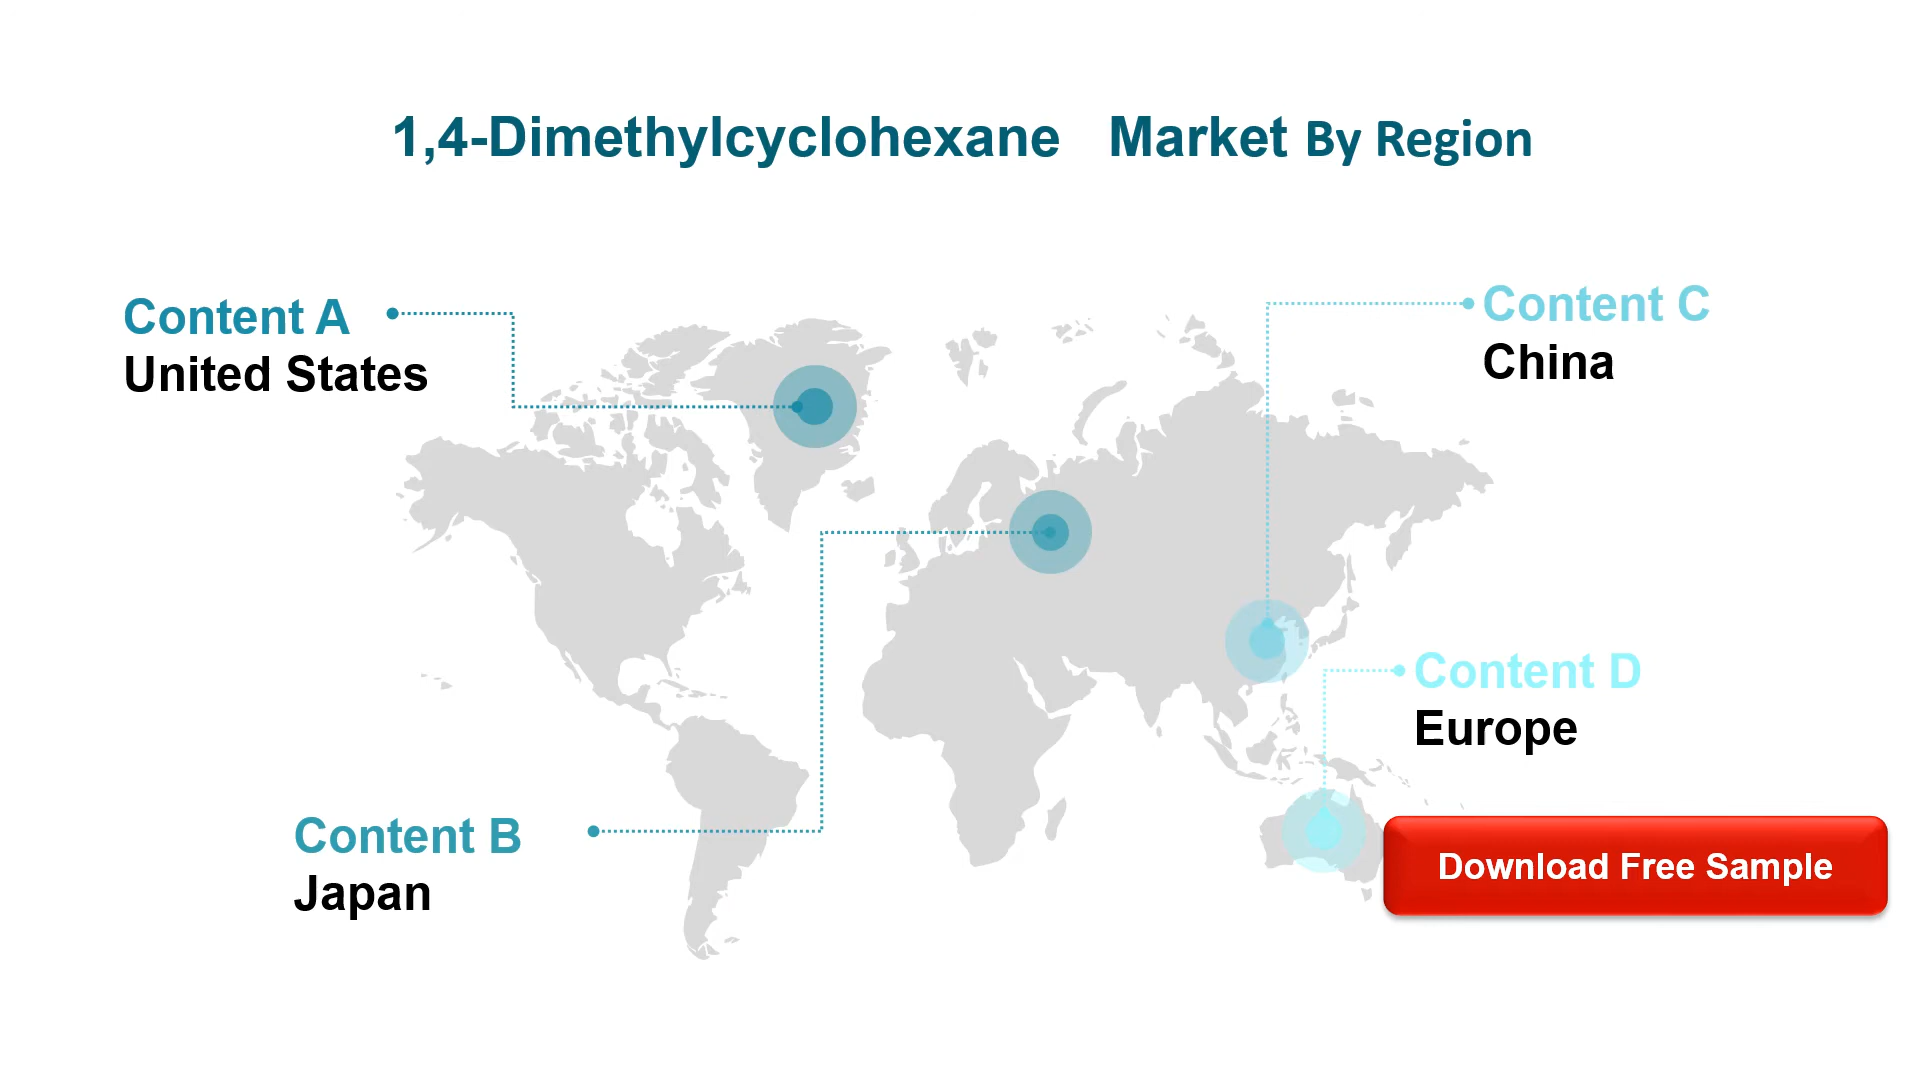 1,4-Dimethylcyclohexane Market By Region
Content A
United States
Content C
China
Content D
Europe
Content B
Japan
Download Free Sample